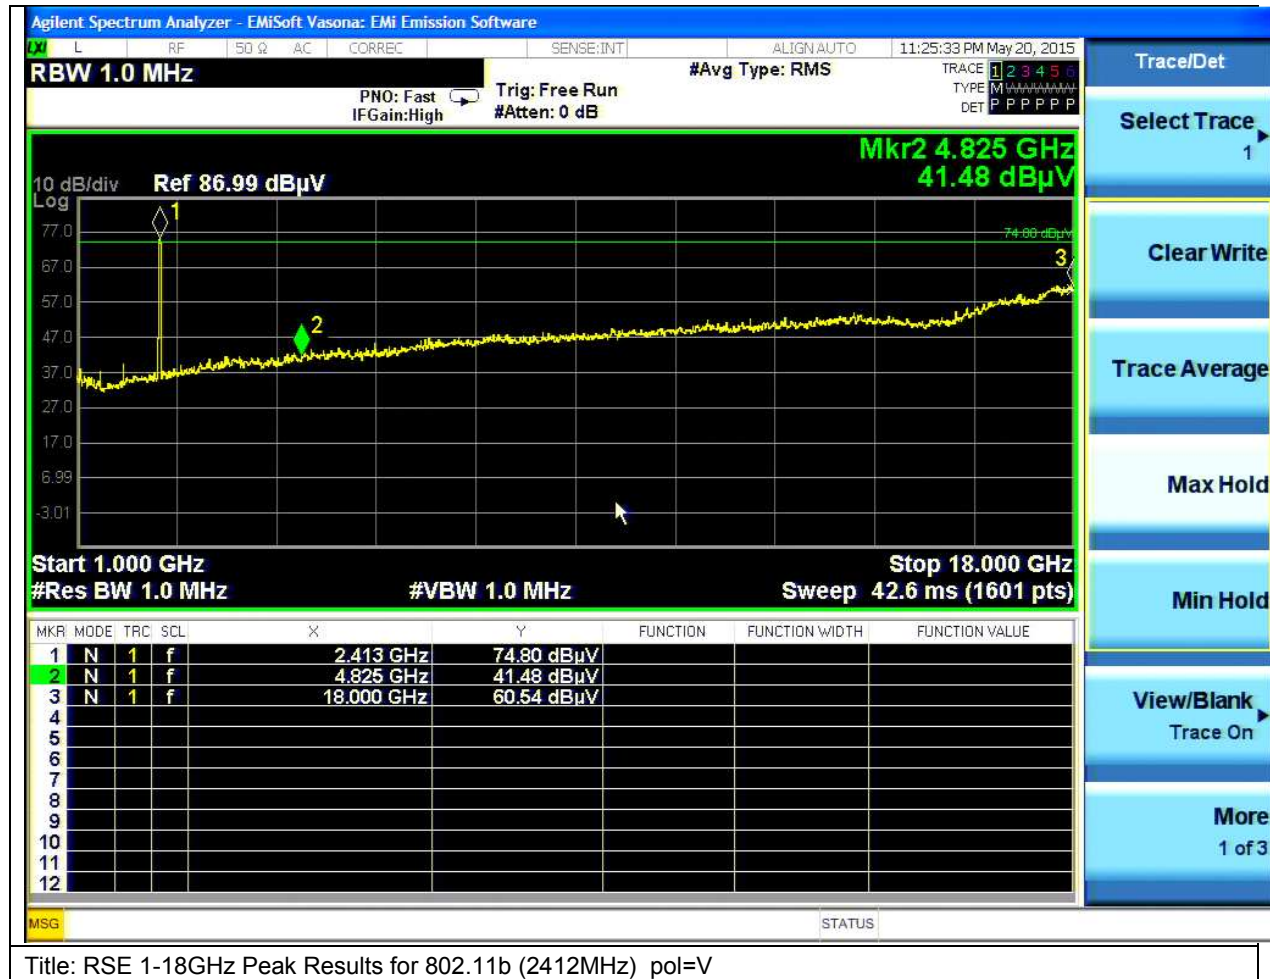 Agilent Spectrum Analyzer - EMiSoft Vasona: EMi Emission Software
LXI L RF 50 Ω AC CORREC SENSE:INT ALIGN AUTO 11:25:33 PM May 20, 2015
RBW 1.0 MHz
PNO: Fast
IFGain:High
Trig: Free Run
#Atten: 0 dB
#Avg Type: RMS
TRACE 1 2 3 4 5 6
TYPE M W W W W W
DET P P P P P P
Mkr2 4.825 GHz
41.48 dBµV
10 dB/div Ref 86.99 dBµV
Log
77.0
67.0
57.0
47.0
37.0
27.0
17.0
6.99
-3.01
1
2
3
74.00 dBµV
Start 1.000 GHz Stop 18.000 GHz
#Res BW 1.0 MHz #VBW 1.0 MHz Sweep 42.6 ms (1601 pts)
MKR MODE TRC SCL X Y FUNCTION FUNCTION WIDTH FUNCTION VALUE
1 N 1 f 2.413 GHz 74.80 dBµV
2 N 1 f 4.825 GHz 41.48 dBµV
3 N 1 f 18.000 GHz 60.54 dBµV
4
5
6
7
8
9
10
11
12
MSG STATUS
Trace/Det
Select Trace
1
Clear Write
Trace Average
Max Hold
Min Hold
View/Blank
Trace On
More
1 of 3
Title: RSE 1-18GHz Peak Results for 802.11b (2412MHz) pol=V